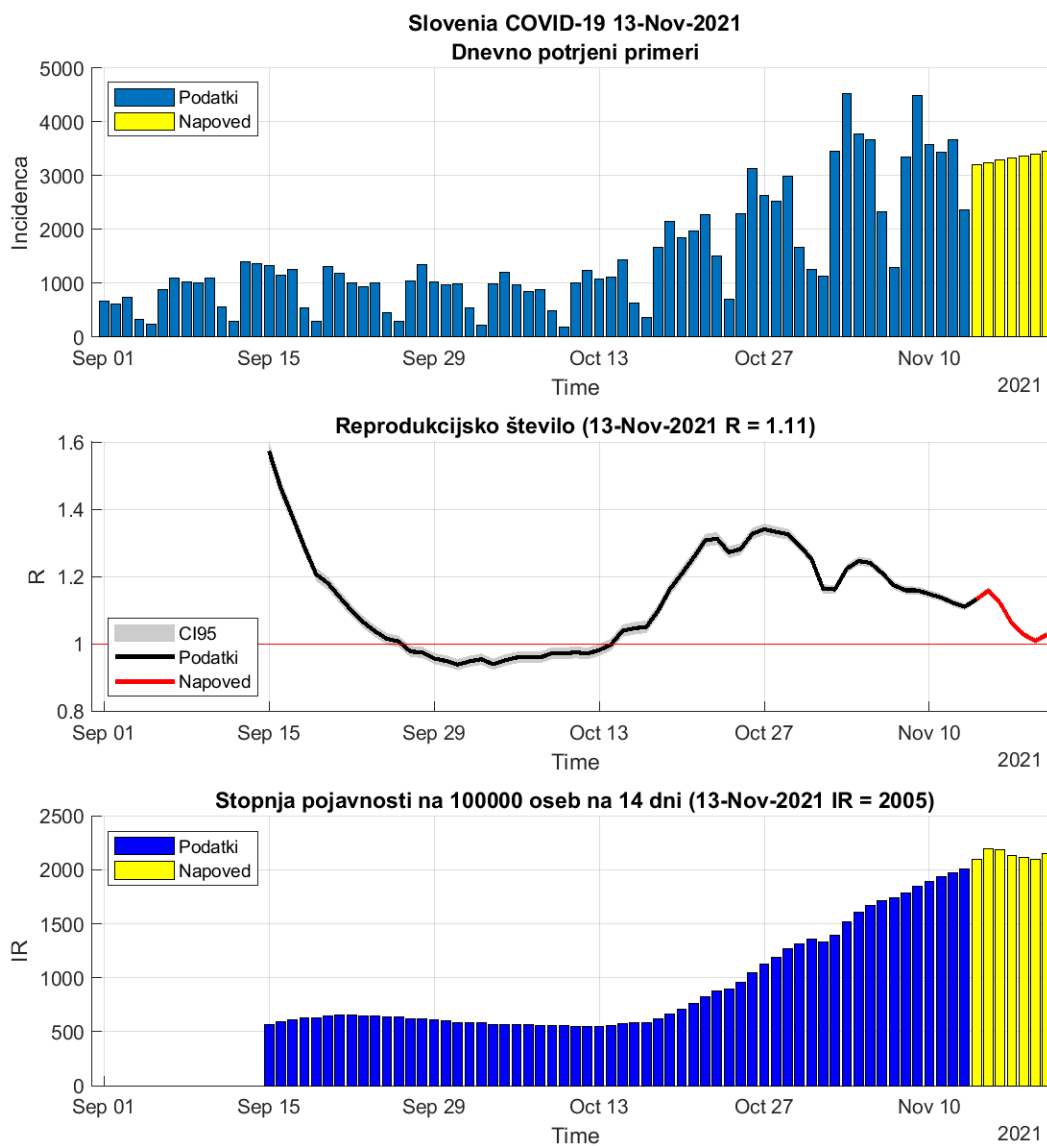 Slovenia COVID-19 13-Nov-2021
Dnevno potrjeni primeri
5000
4000
3000
2000
1000
0
Incidenca
Podatki
Napoved
Sep 01 Sep 15 Sep 29 Oct 13 Oct 27 Nov 10
Time
2021
Reprodukcijsko število (13-Nov-2021 R = 1.11)
1.6
1.4
1.2
1
0.8
R
CI95
Podatki
Napoved
Sep 01 Sep 15 Sep 29 Oct 13 Oct 27 Nov 10
Time
2021
Stopnja pojavnosti na 100000 oseb na 14 dni (13-Nov-2021 IR = 2005)
2500
2000
1500
1000
500
0
IR
Podatki
Napoved
Sep 01 Sep 15 Sep 29 Oct 13 Oct 27 Nov 10
Time
2021